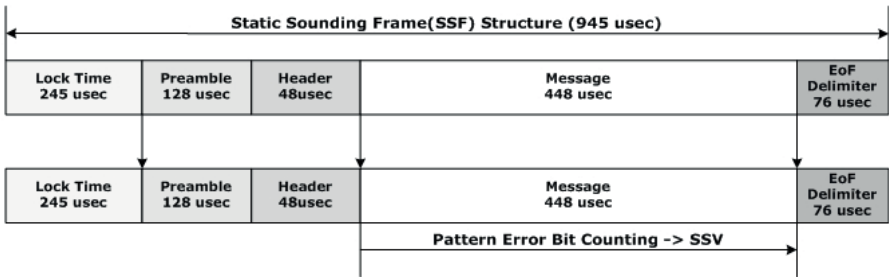 Static Sounding Frame(SSF) Structure (945 usec)
Lock Time
245 usec
Preamble
128 usec
Header
48usec
Message
448 usec
EoF
Delimiter
76 usec
Lock Time
245 usec
Preamble
128 usec
Header
48usec
Message
448 usec
EoF
Delimiter
76 usec
Pattern Error Bit Counting -> SSV